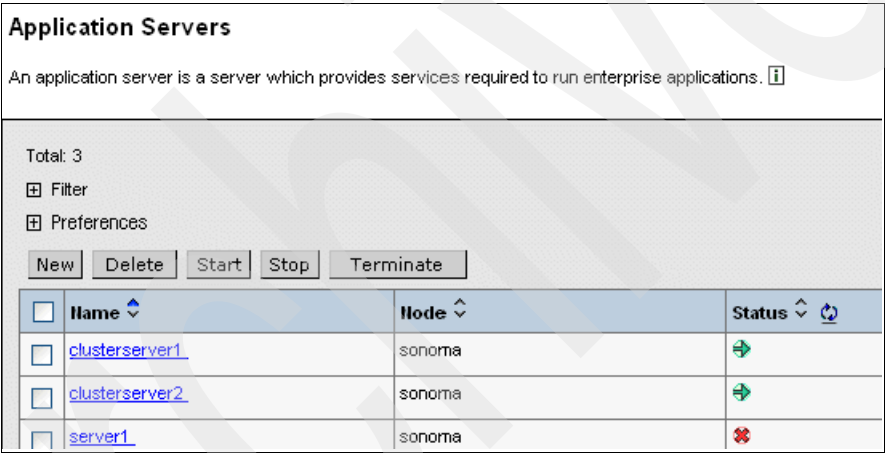 Application Servers
An application server is a server which provides services required to run enterprise applications. i
Total: 3
Filter
Preferences
New Delete Start Stop Terminate
Name Node Status
clusterserver1 sonoma
clusterserver2 sonoma
server1 sonoma